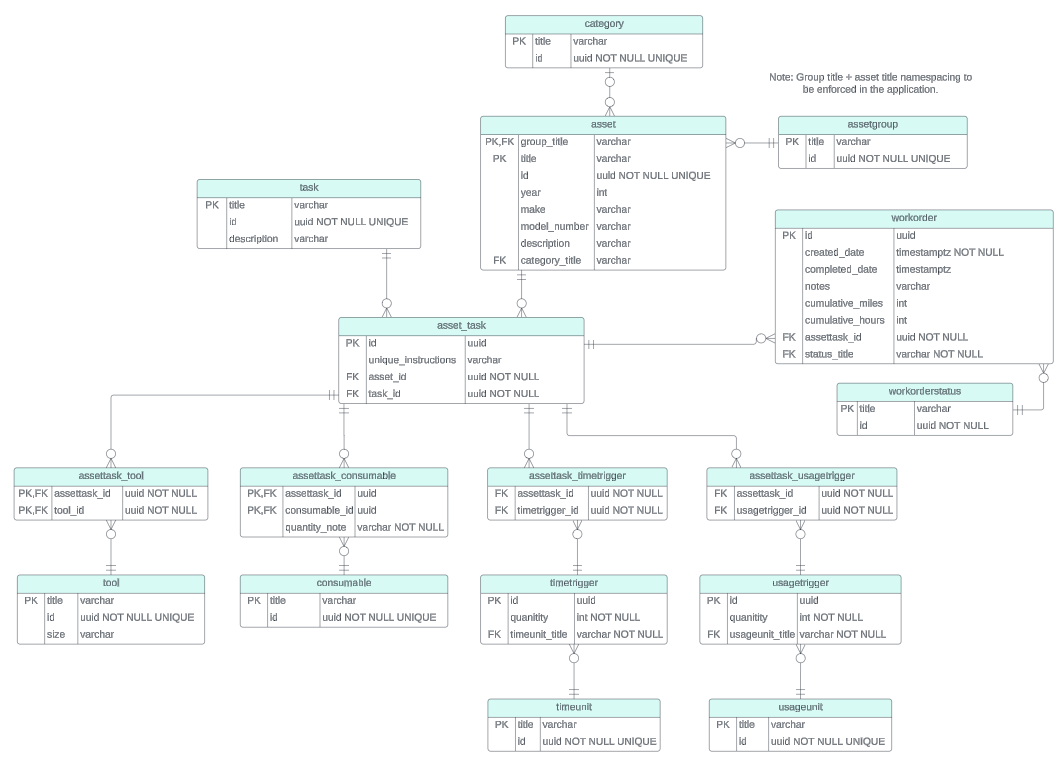 category
PK title varchar
id uuid NOT NULL UNIQUE
Note: Group title + asset title namespacing to
be enforced in the application.
asset
PK,FK group_title varchar
PK title varchar
id uuid NOT NULL UNIQUE
year int
make varchar
model_number varchar
description varchar
FK category_title varchar
assetgroup
PK title varchar
id uuid NOT NULL UNIQUE
task
PK title varchar
id uuid NOT NULL UNIQUE
description varchar
workorder
PK id uuid
created_date timestamptz NOT NULL
completed_date timestamptz
notes varchar
cumulative_miles int
cumulative_hours int
FK assettask_id uuid NOT NULL
FK status_title varchar NOT NULL
asset_task
PK id uuid
unique_instructions varchar
FK asset_id uuid NOT NULL
FK task_id uuid NOT NULL
workorderstatus
PK title varchar
id uuid NOT NULL
assettask_tool
PK,FK assettask_id uuid NOT NULL
PK,FK tool_id uuid NOT NULL
assettask_consumable
PK,FK assettask_id uuid
PK,FK consumable_id uuid
quantity_note varchar NOT NULL
assettask_timetrigger
FK assettask_id uuid NOT NULL
FK timetrigger_id uuid NOT NULL
assettask_usagetrigger
FK assettask_id uuid NOT NULL
FK usagetrigger_id uuid NOT NULL
tool
PK title varchar
id uuid NOT NULL UNIQUE
size varchar
consumable
PK title varchar
id uuid NOT NULL UNIQUE
timetrigger
PK id uuid
quanitity int NOT NULL
FK timeunit_title varchar NOT NULL
usagetrigger
PK id uuid
quanitity int NOT NULL
FK usageunit_title varchar NOT NULL
timeunit
PK title varchar
id uuid NOT NULL UNIQUE
usageunit
PK title varchar
id uuid NOT NULL UNIQUE